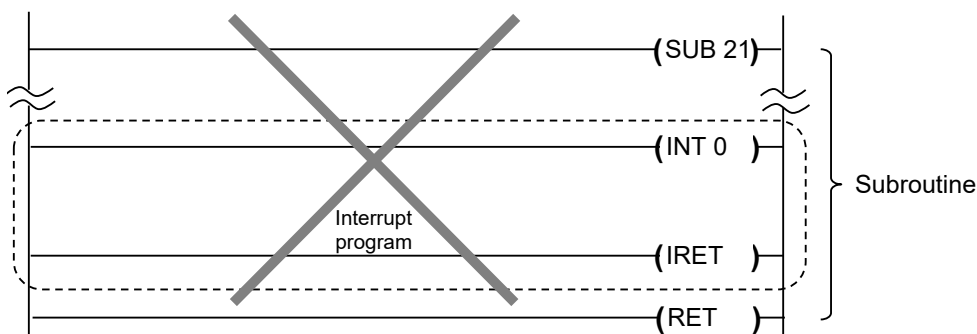 (SUB 21)
(INT 0 )
Subroutine
Interrupt
program
(IRET )
(RET )